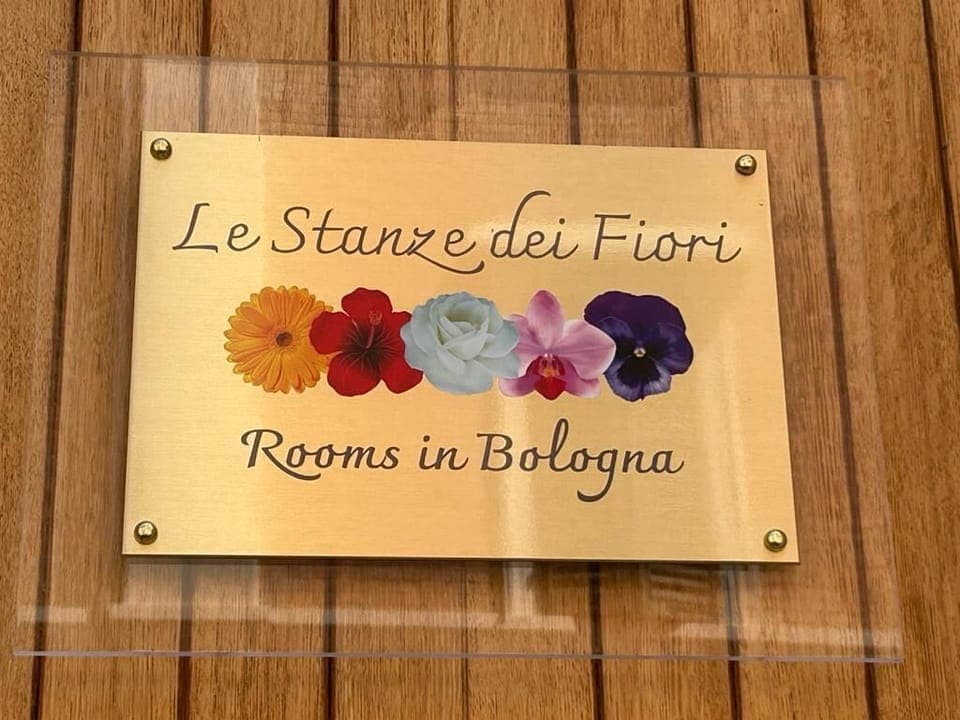 Le Stanze dei Fiori
Rooms in Bologna